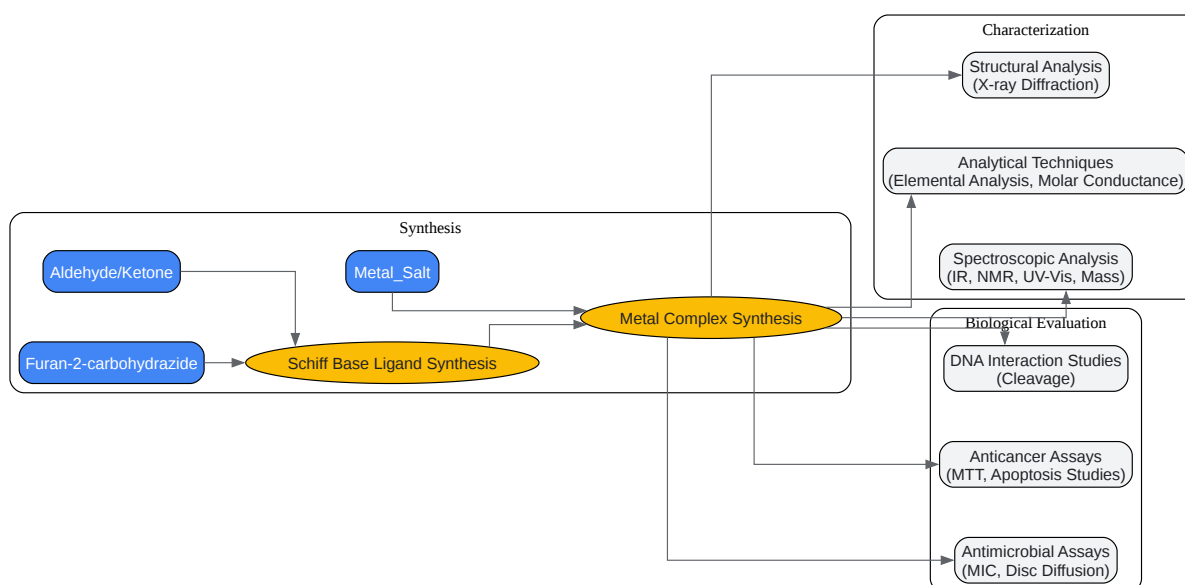 Characterization
Structural Analysis
(X-ray Diffraction)
Analytical Techniques
(Elemental Analysis, Molar Conductance)
Spectroscopic Analysis
(IR, NMR, UV-Vis, Mass)
Synthesis
Aldehyde/Ketone
Metal_Salt
Metal Complex Synthesis
Furan-2-carbohydrazide
Schiff Base Ligand Synthesis
Biological Evaluation
DNA Interaction Studies
(Cleavage)
Anticancer Assays
(MTT, Apoptosis Studies)
Antimicrobial Assays
(MIC, Disc Diffusion)